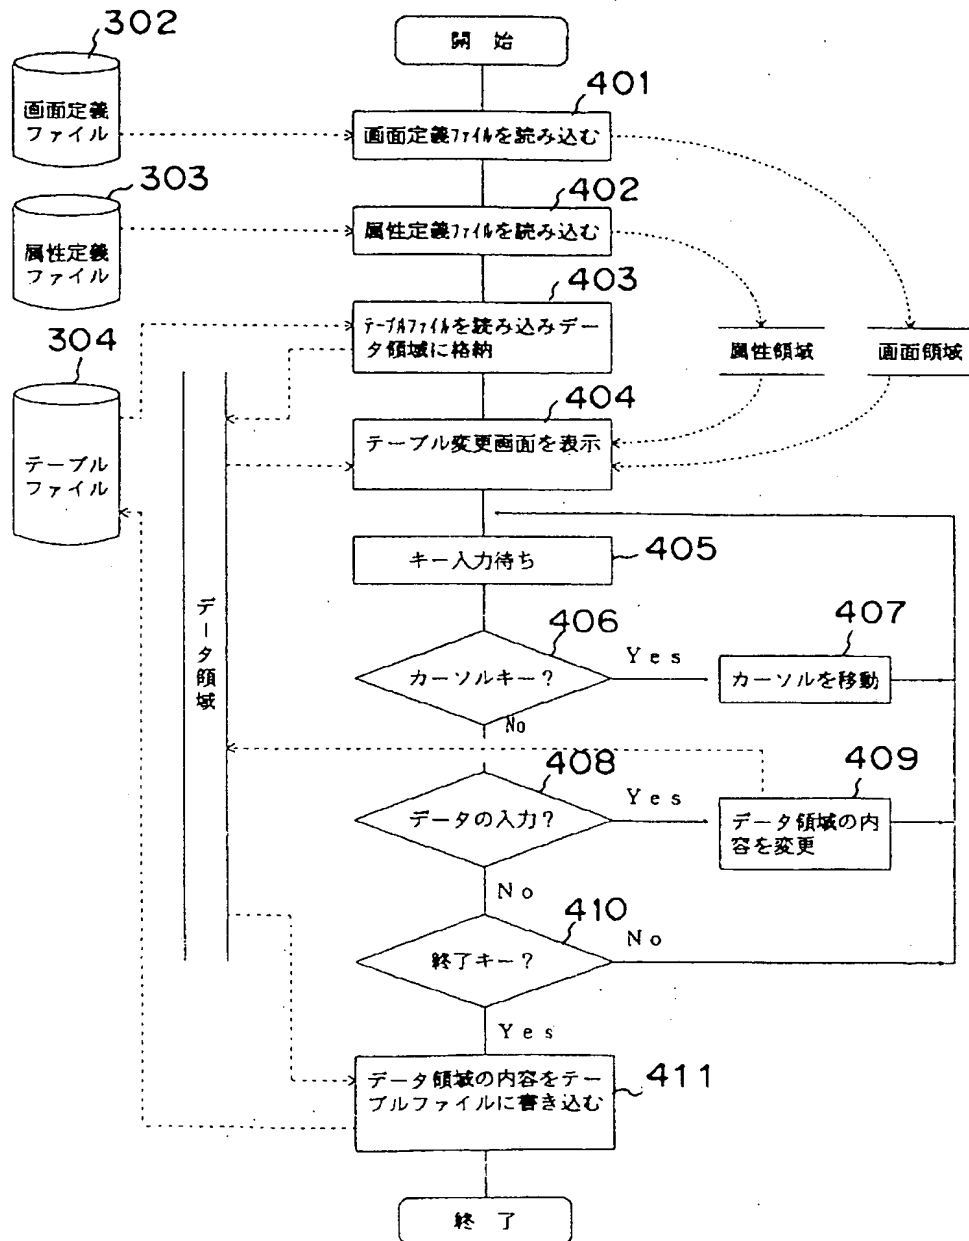 302
開 始
画面定義
ファイル
401
画面定義ファイルを読み込む
303
402
属性定義
ファイル
属性定義ファイルを読み込む
403
テーブルファイルを読み込みデー
タ領域に格納
属性領域
画面領域
304
404
テーブル
ファイル
テーブル変更画面を表示
405
キー入力待ち
データ領域
406
カーソルキー?
Yes
407
カーソルを移動
No
408
データの入力?
Yes
409
データ領域の内
容を変更
No
410
終了キー?
No
Yes
データ領域の内容をテー
ブルファイルに書き込む
411
終 了